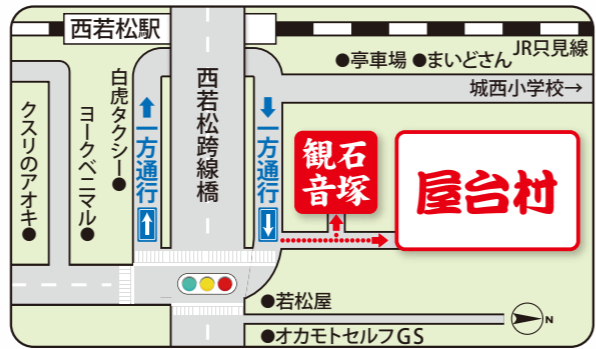 西若松駅
JR只見線
●亭車場 ●まいどさん
城西小学校→
西若松跨線橋
一方通行
一方通行
白虎タクシー●
ヨークベニマル●
クスリのアオキ●
石塚
観音
屋台村
●若松屋
●オカモトセルフGS
N